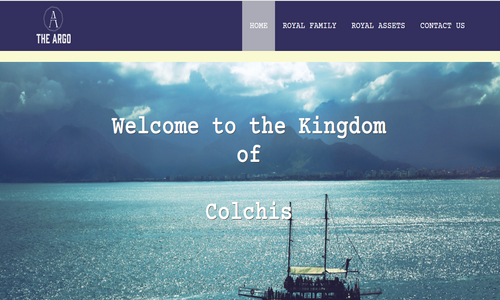 A
THE ARGO
HOME
ROYAL FAMILY
ROYAL ASSETS
CONTACT US
Welcome to the Kingdom
of
Colchis